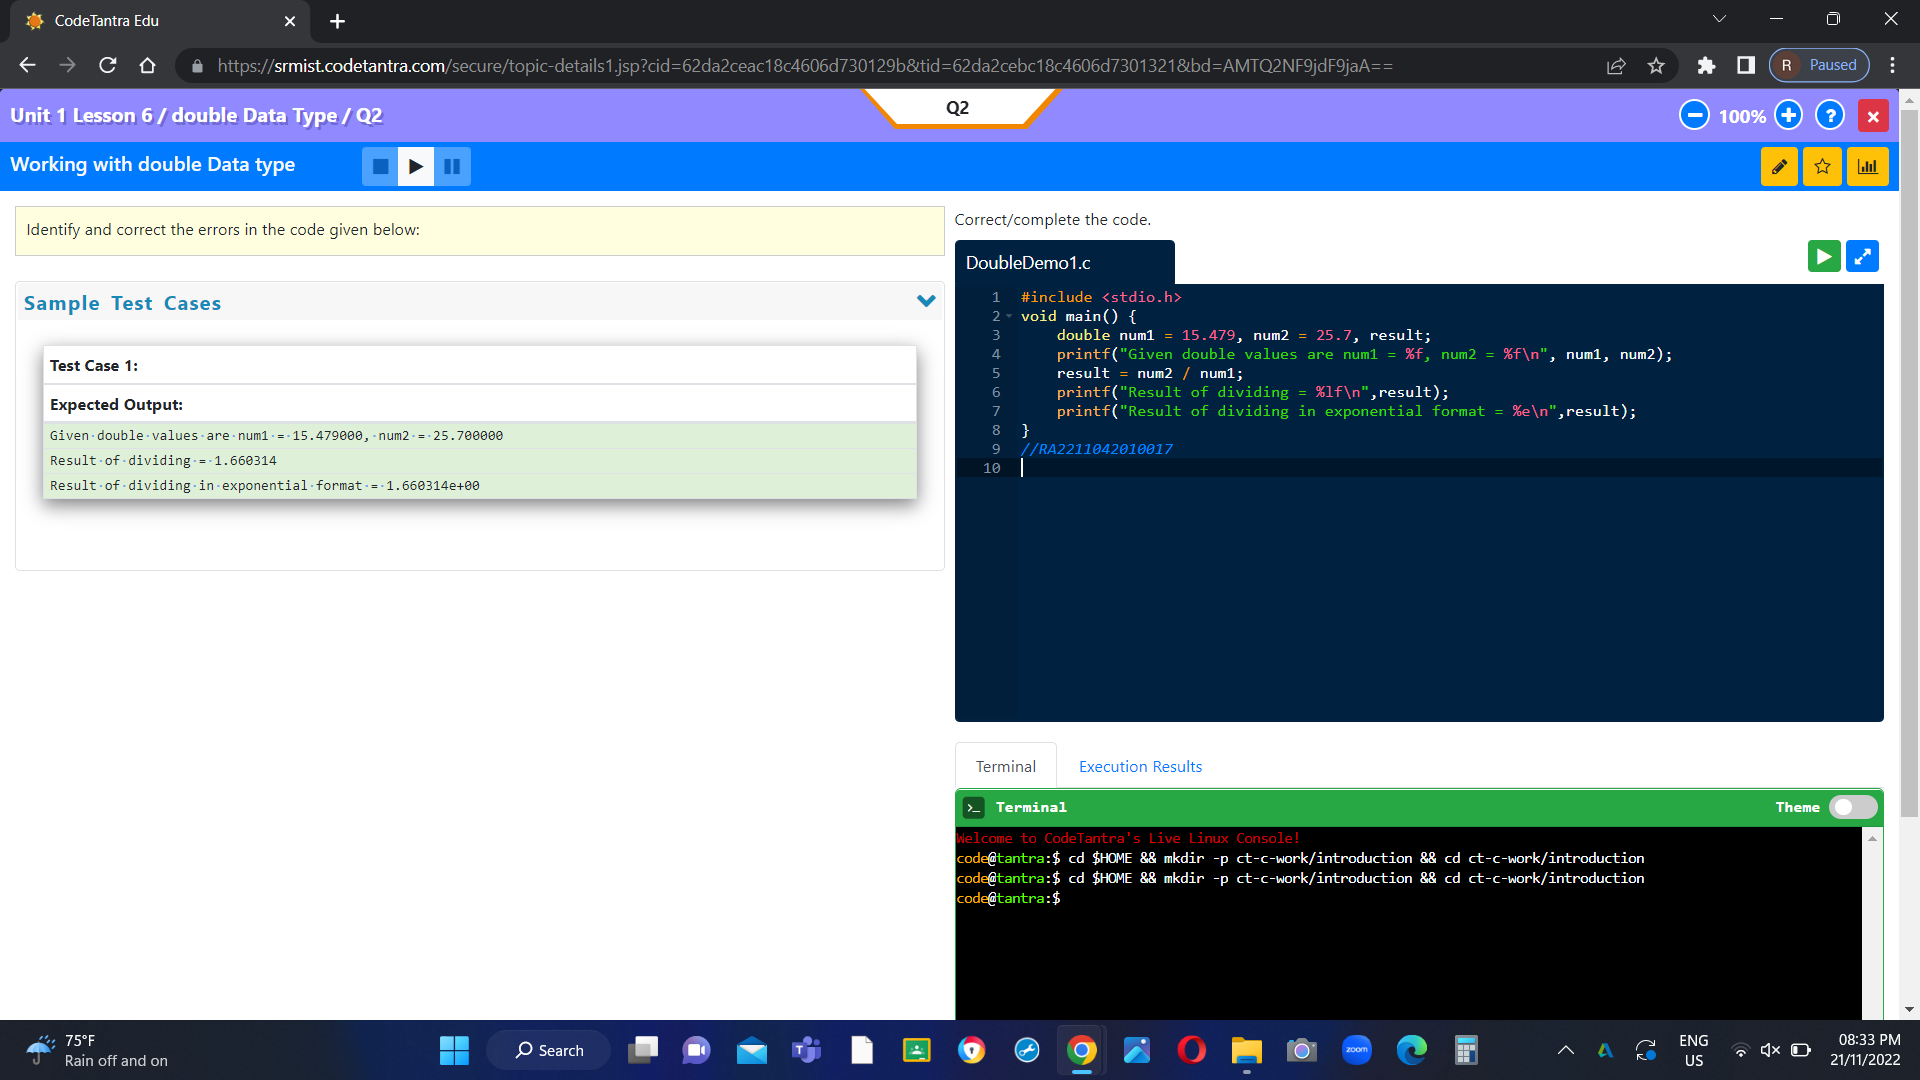 CodeTantra Edu
https://srmist.codetantra.com/secure/topic-details1.jsp?cid=62da2ceac18c4606d730129b&tid=62da2cebc18c4606d7301321&bd=AMTQ2NF9jdF9jaA==
R Paused
Unit 1 Lesson 6 / double Data Type / Q2
Q2
100%
?
Working with double Data type
Identify and correct the errors in the code given below:
Correct/complete the code.
Sample Test Cases
Test Case 1:
Expected Output:
Given·double·values·are·num1·=·15.479000,·num2·=·25.700000
Result·of·dividing·=·1.660314
Result·of·dividing·in·exponential·format·=·1.660314e+00
DoubleDemo1.c
1 #include <stdio.h>
2 void main() {
3 double num1 = 15.479, num2 = 25.7, result;
4 printf("Given double values are num1 = %f, num2 = %f\n", num1, num2);
5 result = num2 / num1;
6 printf("Result of dividing = %lf\n",result);
7 printf("Result of dividing in exponential format = %e\n",result);
8 }
9 //RA2211042010017
10
Terminal
Execution Results
>_ Terminal
Theme
Welcome to CodeTantra's Live Linux Console!
code@tantra:$ cd $HOME && mkdir -p ct-c-work/introduction && cd ct-c-work/introduction
code@tantra:$ cd $HOME && mkdir -p ct-c-work/introduction && cd ct-c-work/introduction
code@tantra:$
75°F
Rain off and on
Search
zoom
ENG
US
08:33 PM
21/11/2022